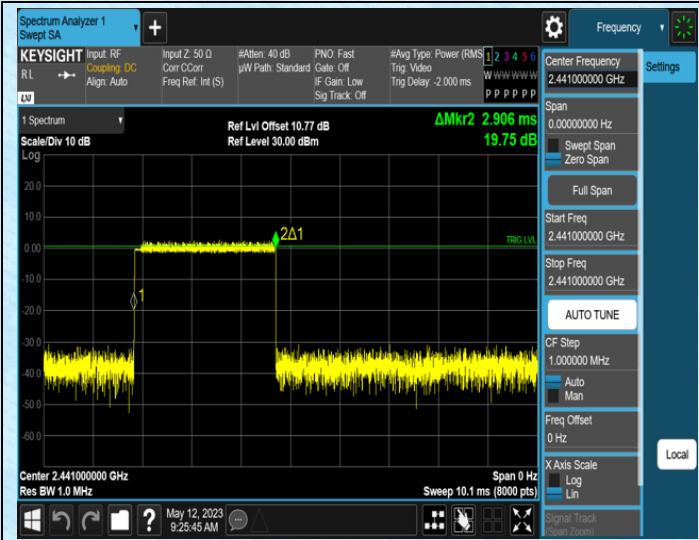 Spectrum Analyzer 1
Swept SA
+
Frequency
KEYSIGHT
RL
LXI
Input: RF
Coupling: DC
Align: Auto
Input Z: 50 Ω
Corr CCorr
Freq Ref: Int (S)
#Atten: 40 dB
µW Path: Standard
PNO: Fast
Gate: Off
IF Gain: Low
Sig Track: Off
#Avg Type: Power (RMS
Trig: Video
Trig Delay: -2.000 ms
1 2 3 4 5 6
W W W W W W
P P P P P P
1 Spectrum
Scale/Div 10 dB
Log
Ref Lvl Offset 10.77 dB
Ref Level 30.00 dBm
ΔMkr2 2.906 ms
19.75 dB
20.0
10.0
0.00
-10.0
-20.0
-30.0
-40.0
-50.0
-60.0
2Δ1
1
TRIG LVL
Center 2.441000000 GHz
Res BW 1.0 MHz
Span 0 Hz
Sweep 10.1 ms (8000 pts)
?
May 12, 2023
9:25:45 AM
Center Frequency
2.441000000 GHz
Span
0.00000000 Hz
Swept Span
Zero Span
Full Span
Start Freq
2.441000000 GHz
Stop Freq
2.441000000 GHz
AUTO TUNE
CF Step
1.000000 MHz
Auto
Man
Freq Offset
0 Hz
X Axis Scale
Log
Lin
Signal Track
(Span Zoom)
Settings
Local